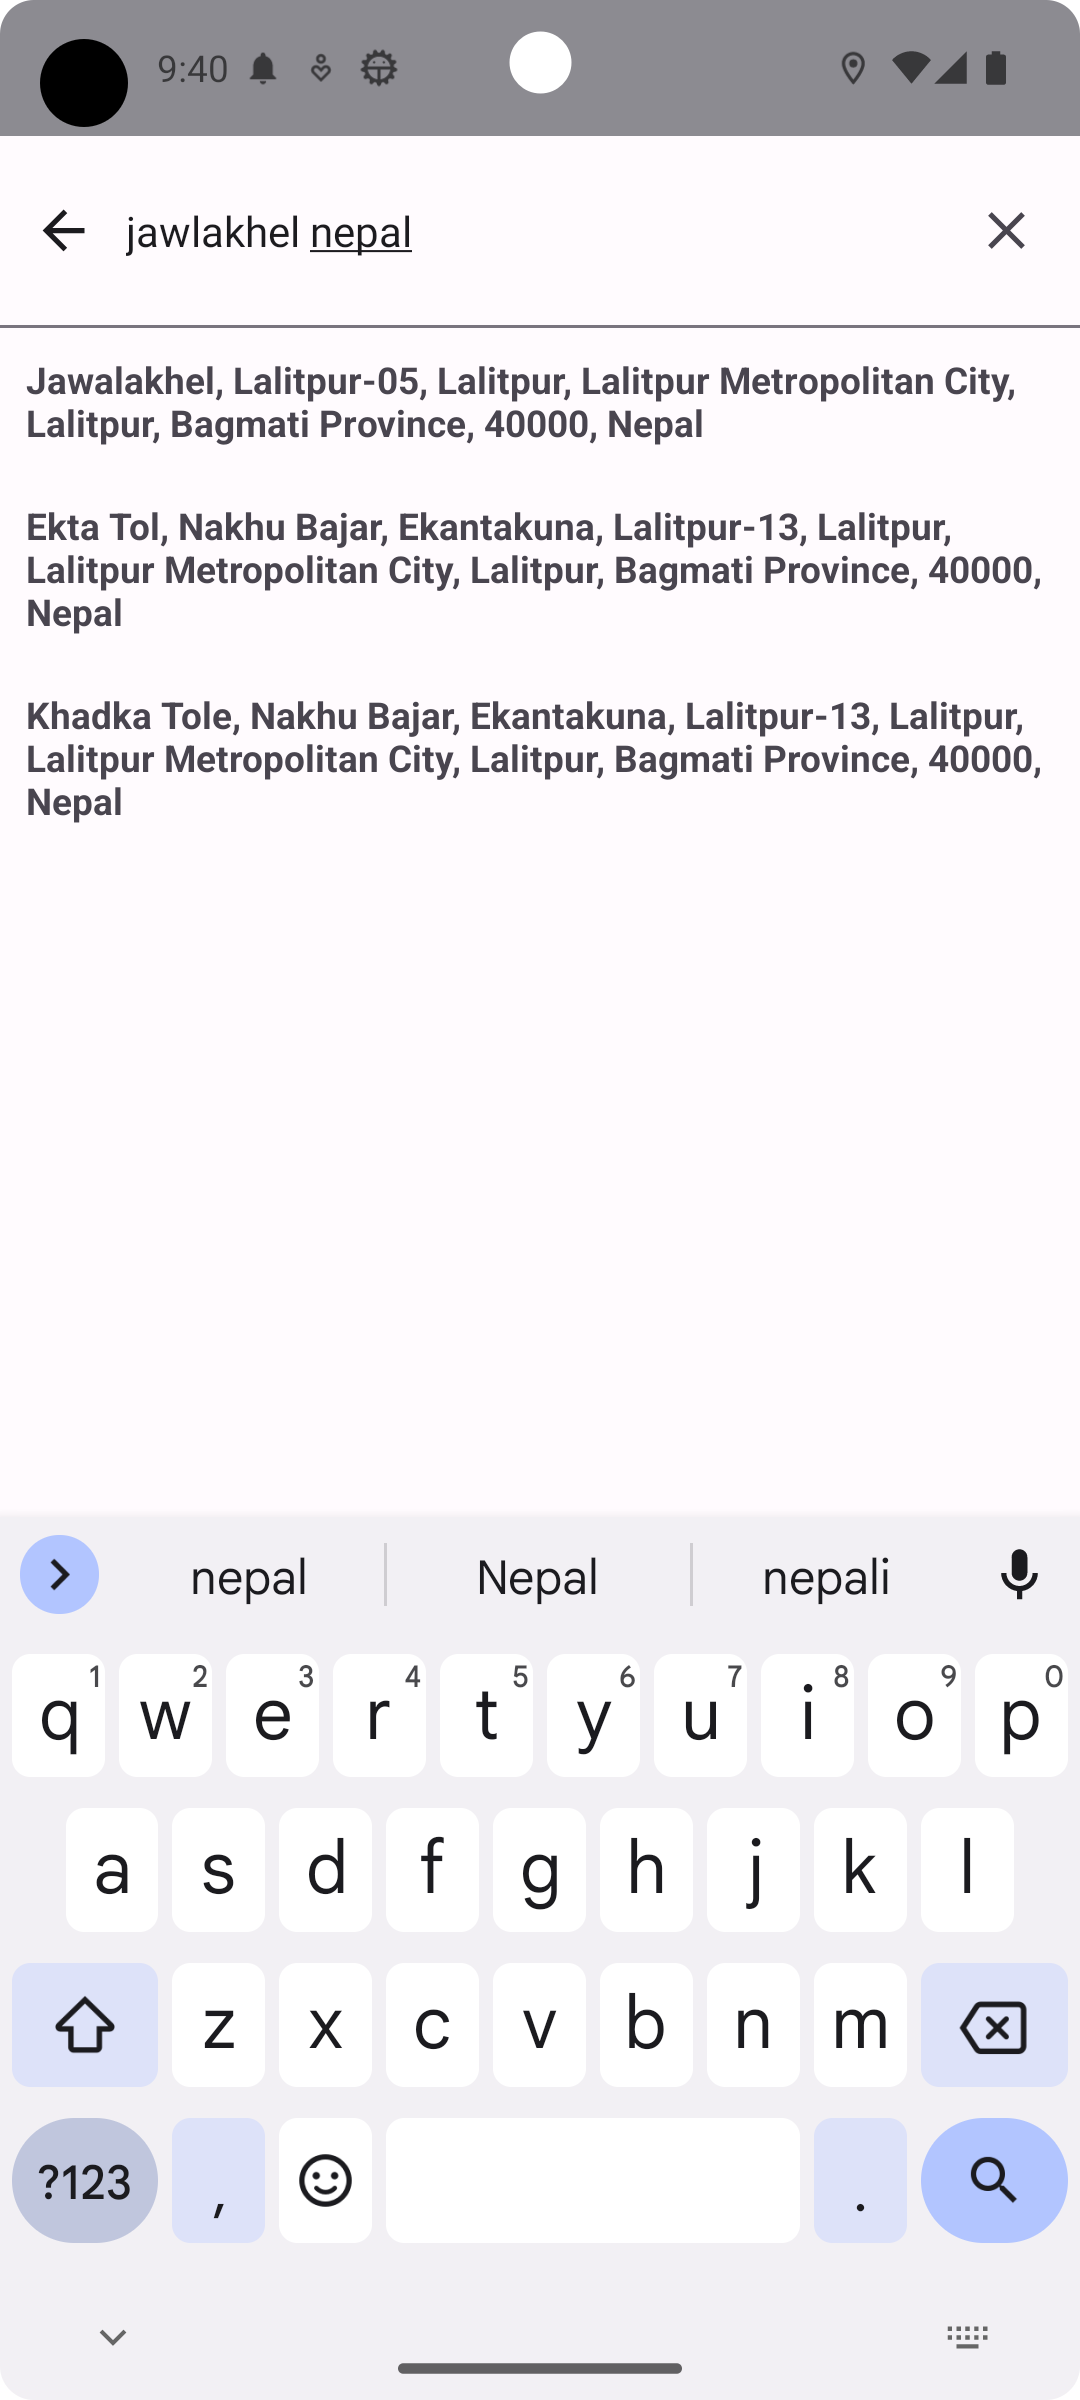 9:40
jawlakhel nepal
Jawalakhel, Lalitpur-05, Lalitpur, Lalitpur Metropolitan City,
Lalitpur, Bagmati Province, 40000, Nepal
Ekta Tol, Nakhu Bajar, Ekantakuna, Lalitpur-13, Lalitpur,
Lalitpur Metropolitan City, Lalitpur, Bagmati Province, 40000,
Nepal
Khadka Tole, Nakhu Bajar, Ekantakuna, Lalitpur-13, Lalitpur,
Lalitpur Metropolitan City, Lalitpur, Bagmati Province, 40000,
Nepal
nepal Nepal nepali
1 2 3 4 5 6 7 8 9 0
q w e r t y u i o p
a s d f g h j k l
z x c v b n m
?123 , .